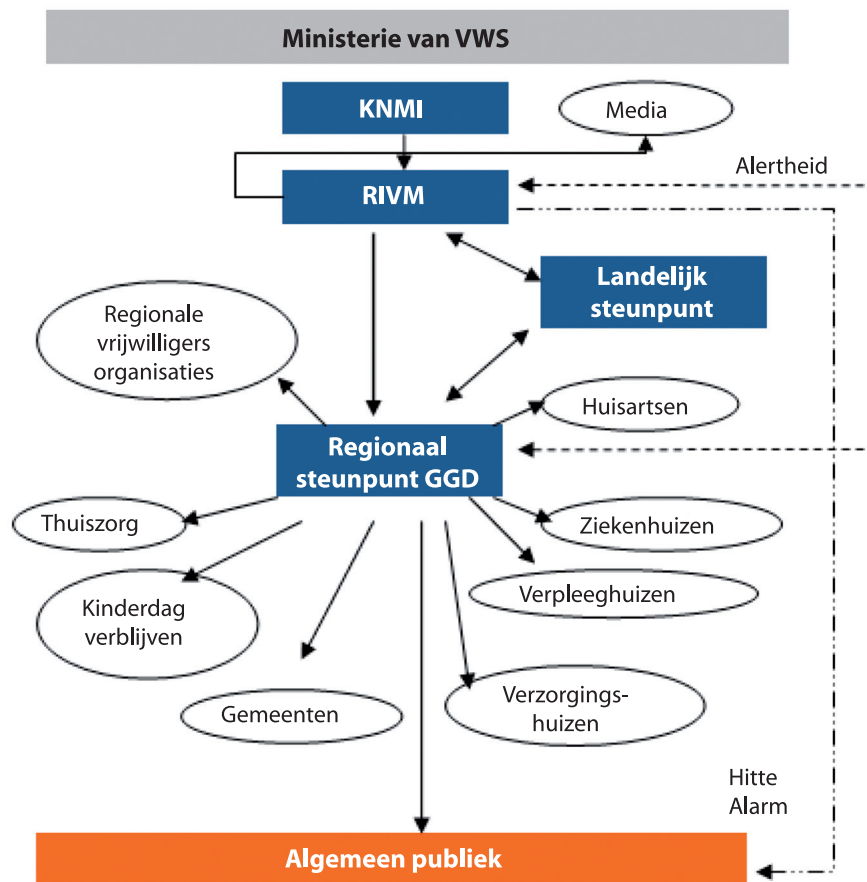 Ministerie van VWS
KNMI
Media
Alertheid
RIVM
Landelijk
steunpunt
Regionale
vrijwilligers
organisaties
Huisartsen
Regionaal
steunpunt GGD
Thuiszorg
Ziekenhuizen
Kinderdag
verblijven
Verpleeghuizen
Gemeenten
Verzorgings-
huizen
Hitte
Alarm
Algemeen publiek